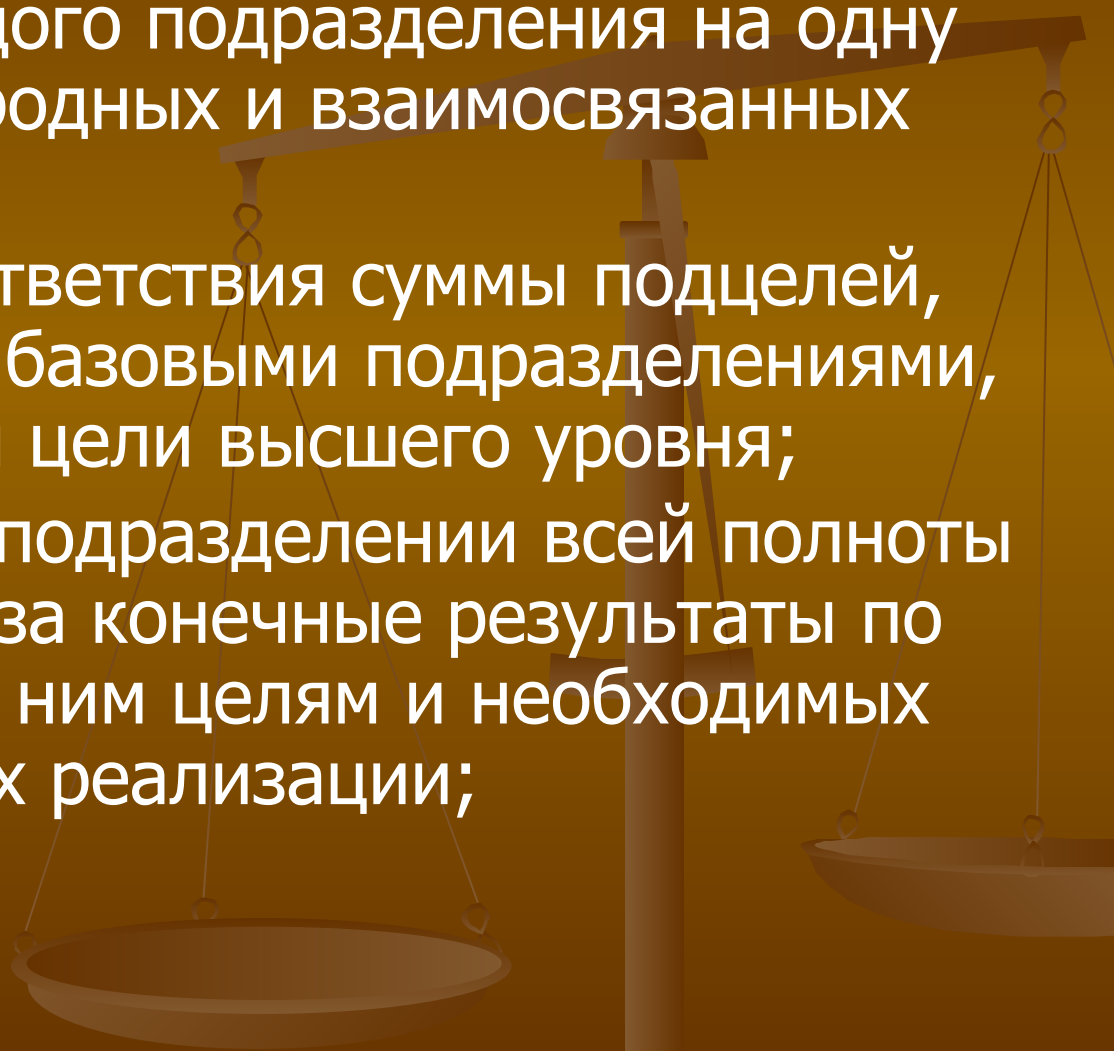 дого подразделения на одну
родных и взаимосвязанных
тветствия суммы подцелей,
базовыми подразделениями,
цели высшего уровня;
подразделении всей полноты
за конечные результаты по
ним целям и необходимых
х реализации;